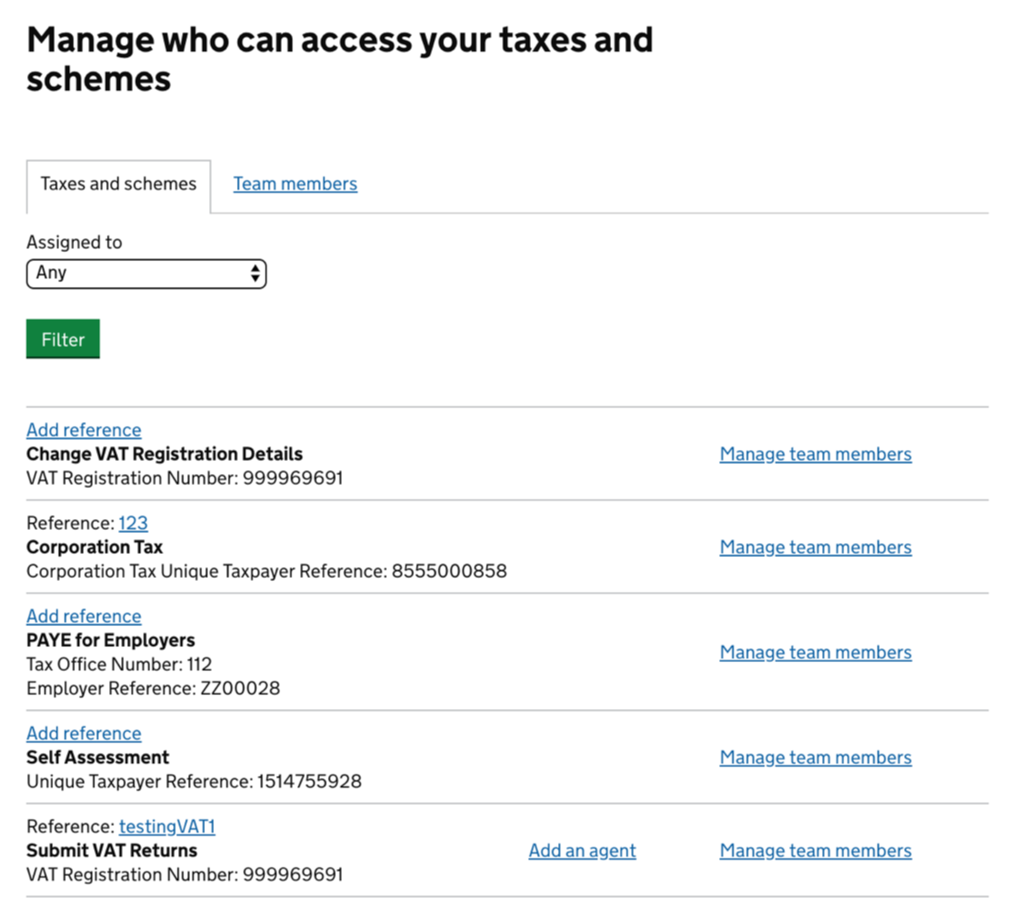 Manage who can access your taxes and
schemes
Taxes and schemes
Team members
Assigned to
Any
Filter
Add reference
Change VAT Registration Details
Manage team members
VAT Registration Number: 999969691
Reference: 123
Corporation Tax
Manage team members
Corporation Tax Unique Taxpayer Reference: 8555000858
Add reference
PAYE for Employers
Manage team members
Tax Office Number: 112
Employer Reference: ZZ00028
Add reference
Self Assessment
Manage team members
Unique Taxpayer Reference: 1514755928
Reference: testingVAT1
Submit VAT Returns
Add an agent
Manage team members
VAT Registration Number: 999969691